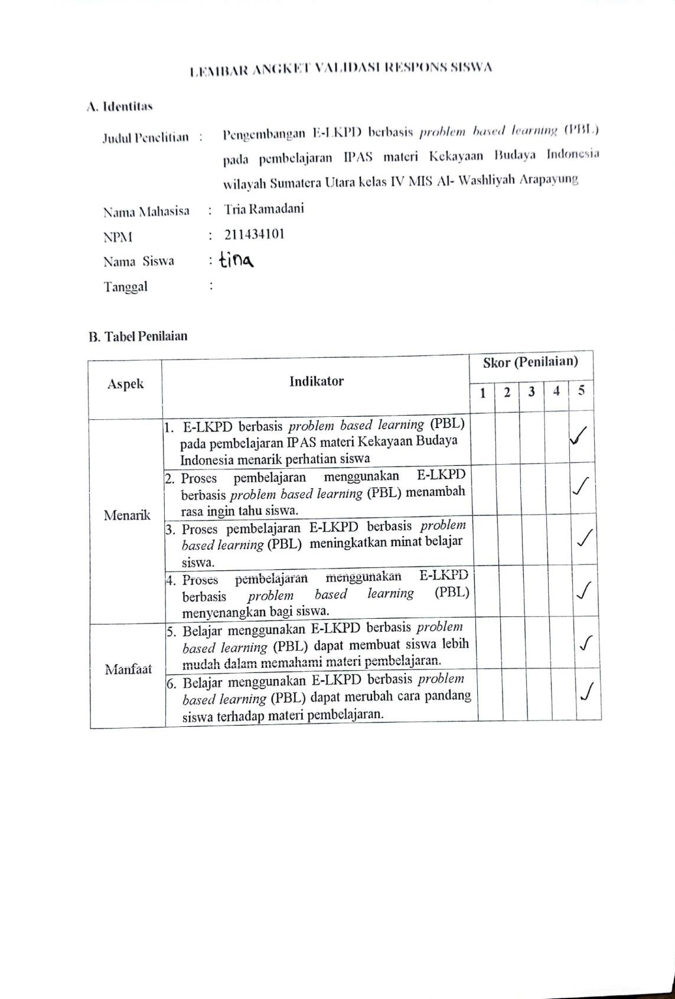 LEMBAR ANGKET VALIDASI RESPONS SISWA
A. Identitas
Judul Penelitian : Pengembangan E-LKPD berbasis problem based learning (PBL)
pada pembelajaran IPAS materi Kekayaan Budaya Indonesia
wilayah Sumatera Utara kelas IV MIS Al- Washliyah Arapayung
Nama Mahasisa : Tria Ramadani
NPM : 211434101
Nama Siswa : tina
Tanggal :
B. Tabel Penilaian
Aspek Indikator Skor (Penilaian)
1 2 3 4 5
Menarik
1. E-LKPD berbasis problem based learning (PBL)
pada pembelajaran IPAS materi Kekayaan Budaya
Indonesia menarik perhatian siswa ✓
2. Proses pembelajaran menggunakan E-LKPD
berbasis problem based learning (PBL) menambah
rasa ingin tahu siswa. ✓
3. Proses pembelajaran E-LKPD berbasis problem
based learning (PBL) meningkatkan minat belajar
siswa. ✓
4. Proses pembelajaran menggunakan E-LKPD
berbasis problem based learning (PBL)
menyenangkan bagi siswa. ✓
Manfaat
5. Belajar menggunakan E-LKPD berbasis problem
based learning (PBL) dapat membuat siswa lebih
mudah dalam memahami materi pembelajaran. ✓
6. Belajar menggunakan E-LKPD berbasis problem
based learning (PBL) dapat merubah cara pandang
siswa terhadap materi pembelajaran. ✓